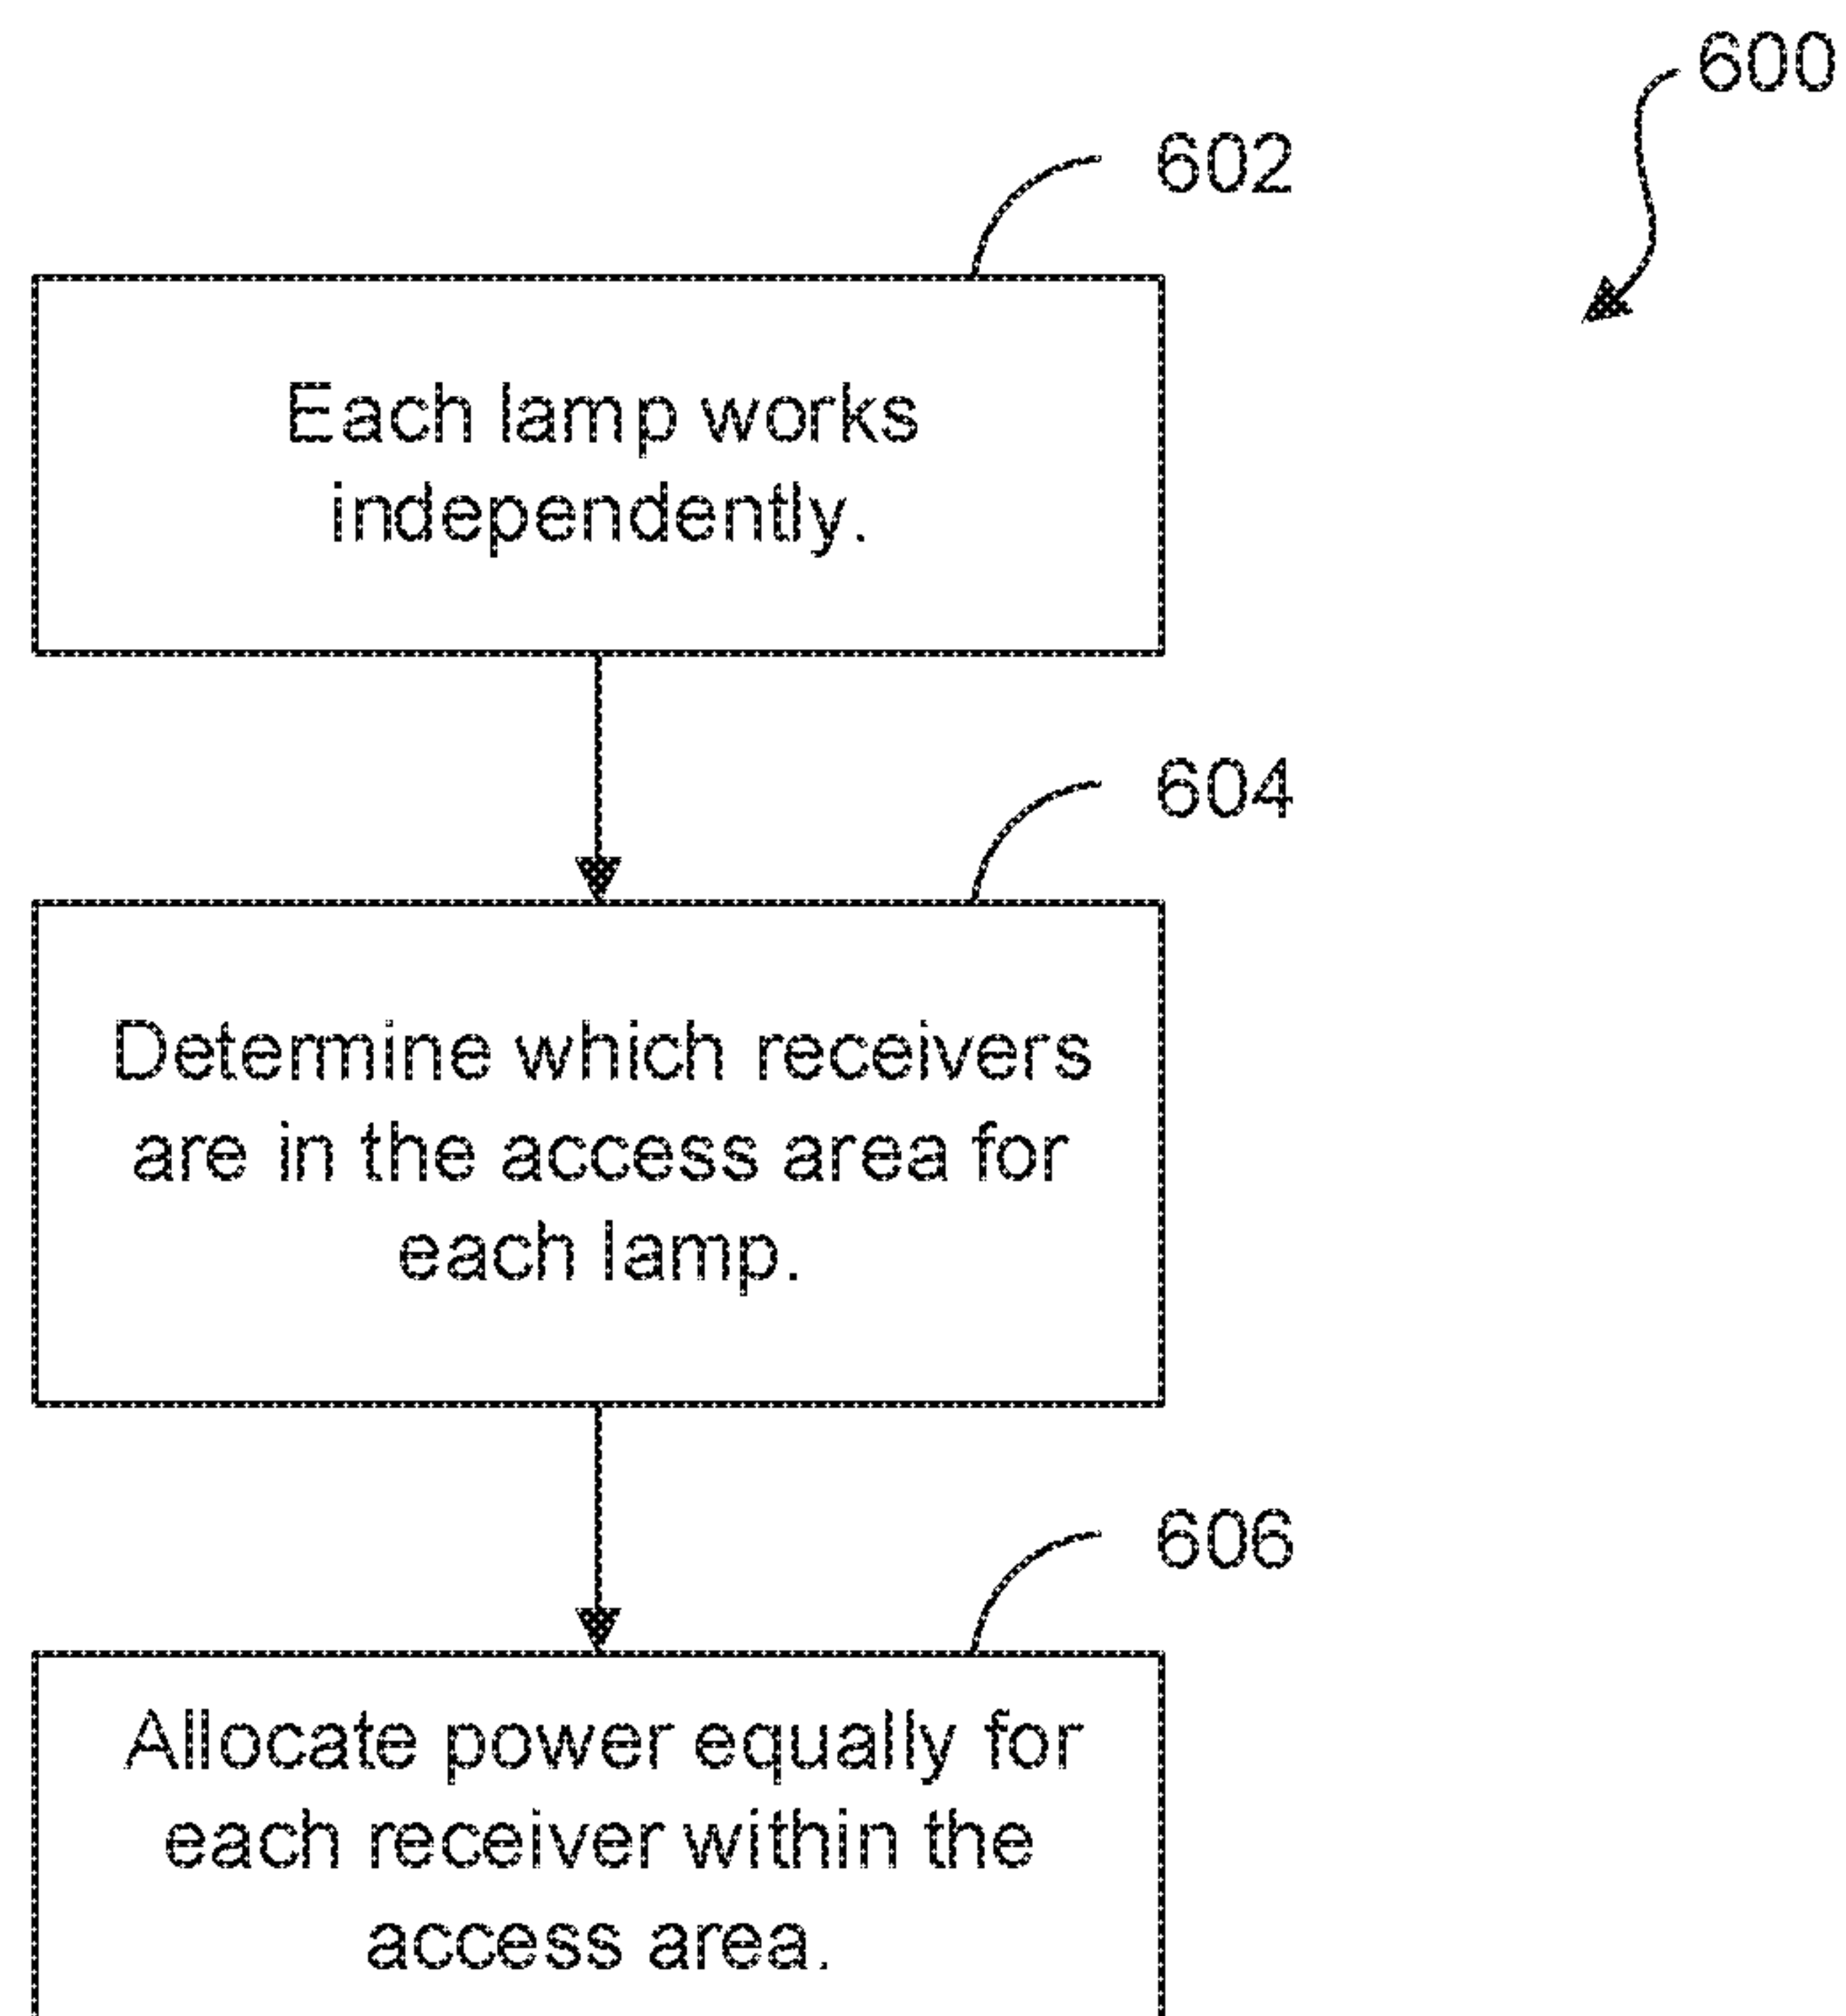 600
602
Each lamp works
independently.
604
Determine which receivers
are in the access area for
each lamp.
606
Allocate power equally for
each receiver within the
access area.